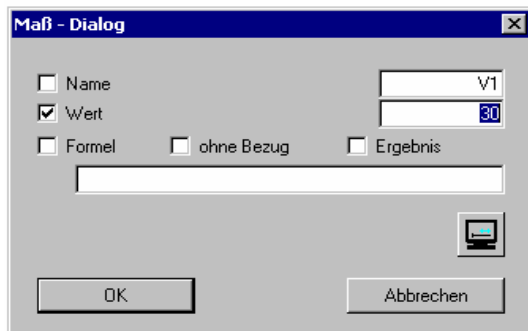 Maß - Dialog
Name V1
Wert 30
Formel ohne Bezug Ergebnis
OK Abbrechen